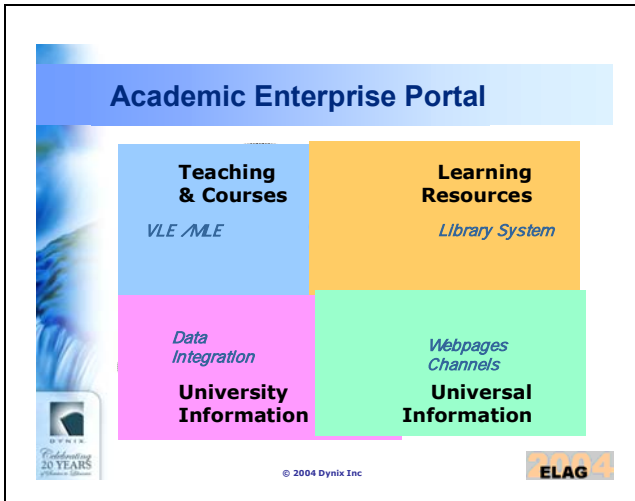 Academic Enterprise Portal
Teaching
& Courses
VLE /MLE
Learning
Resources
Library System
Data
Integration
University
Information
Webpages
Channels
Universal
Information
DYNIX
Celebrating
20 YEARS
© 2004 Dynix Inc
2004
ELAG